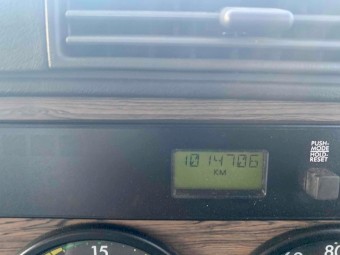 PUSH-
MODE
HOLD-
RESET
1014706
KM
15
80